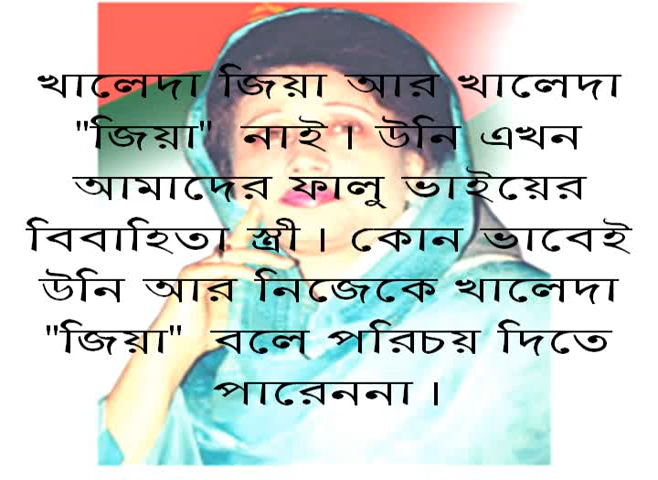 খালেদা জিয়া আর খালেদা
"জিয়া" নাই। উনি এখন
আমাদের ফালু ভাইয়ের
বিবাহিতা স্ত্রী। কোন ভাবেই
উনি আর নিজেকে খালেদা
"জিয়া" বলে পরিচয় দিতে
পারেননা।